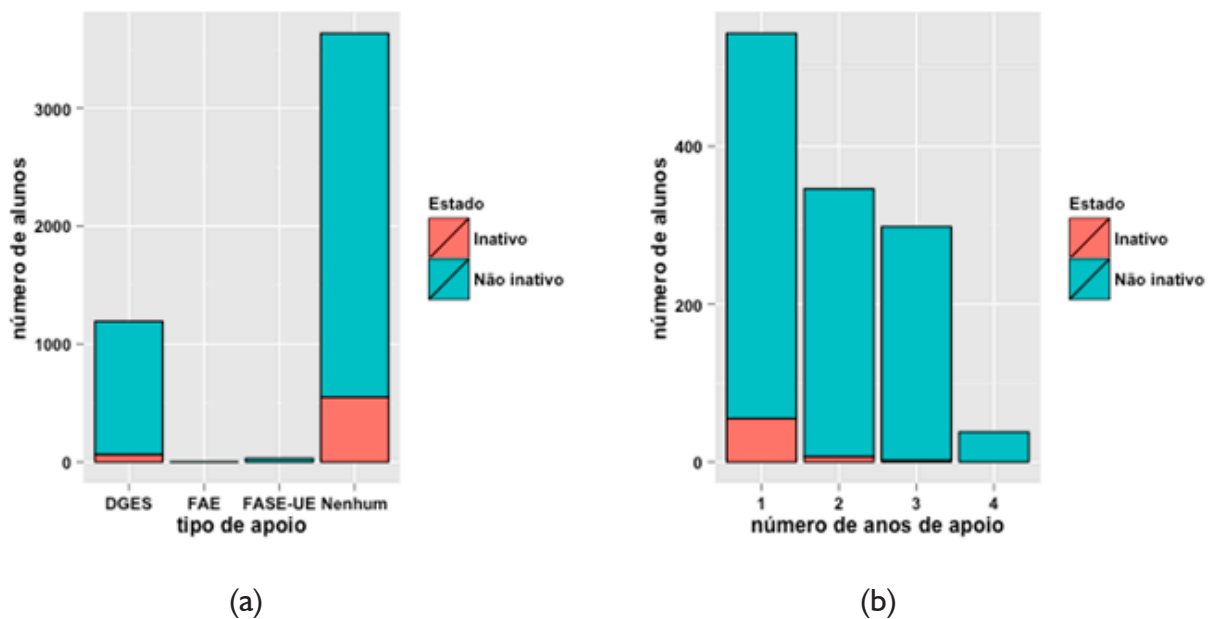 número de alunos
3000
2000
1000
0
DGES FAE FASE-UE Nenhum
tipo de apoio
Estado
Inativo
Não inativo
(a)
número de alunos
400
200
0
1 2 3 4
número de anos de apoio
Estado
Inativo
Não inativo
(b)